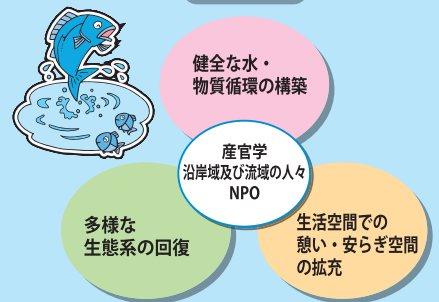 健全な水・
物質循環の構築
産官学
沿岸域及び流域の人々
NPO
多様な
生態系の回復
生活空間での
憩い・安らぎ空間
の拡充